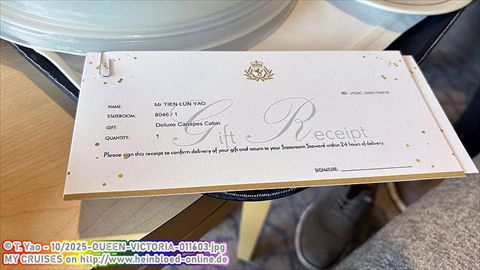 Mr TIEN LUN YAO
NAME:
STATEROOM: 8046 / 1
GIFT: Deluxe Canapes Cabin
QUANTITY: 1
Gift Receipt
Please sign this receipt to confirm delivery of your gift and return to your Stateroom Steward within 24 hours of delivery.
SIGNATURE:
© T. Yao - 10/2025-QUEEN-VICTORIA-011603.jpg
MY CRUISES on http://www.heinbloed-online.de